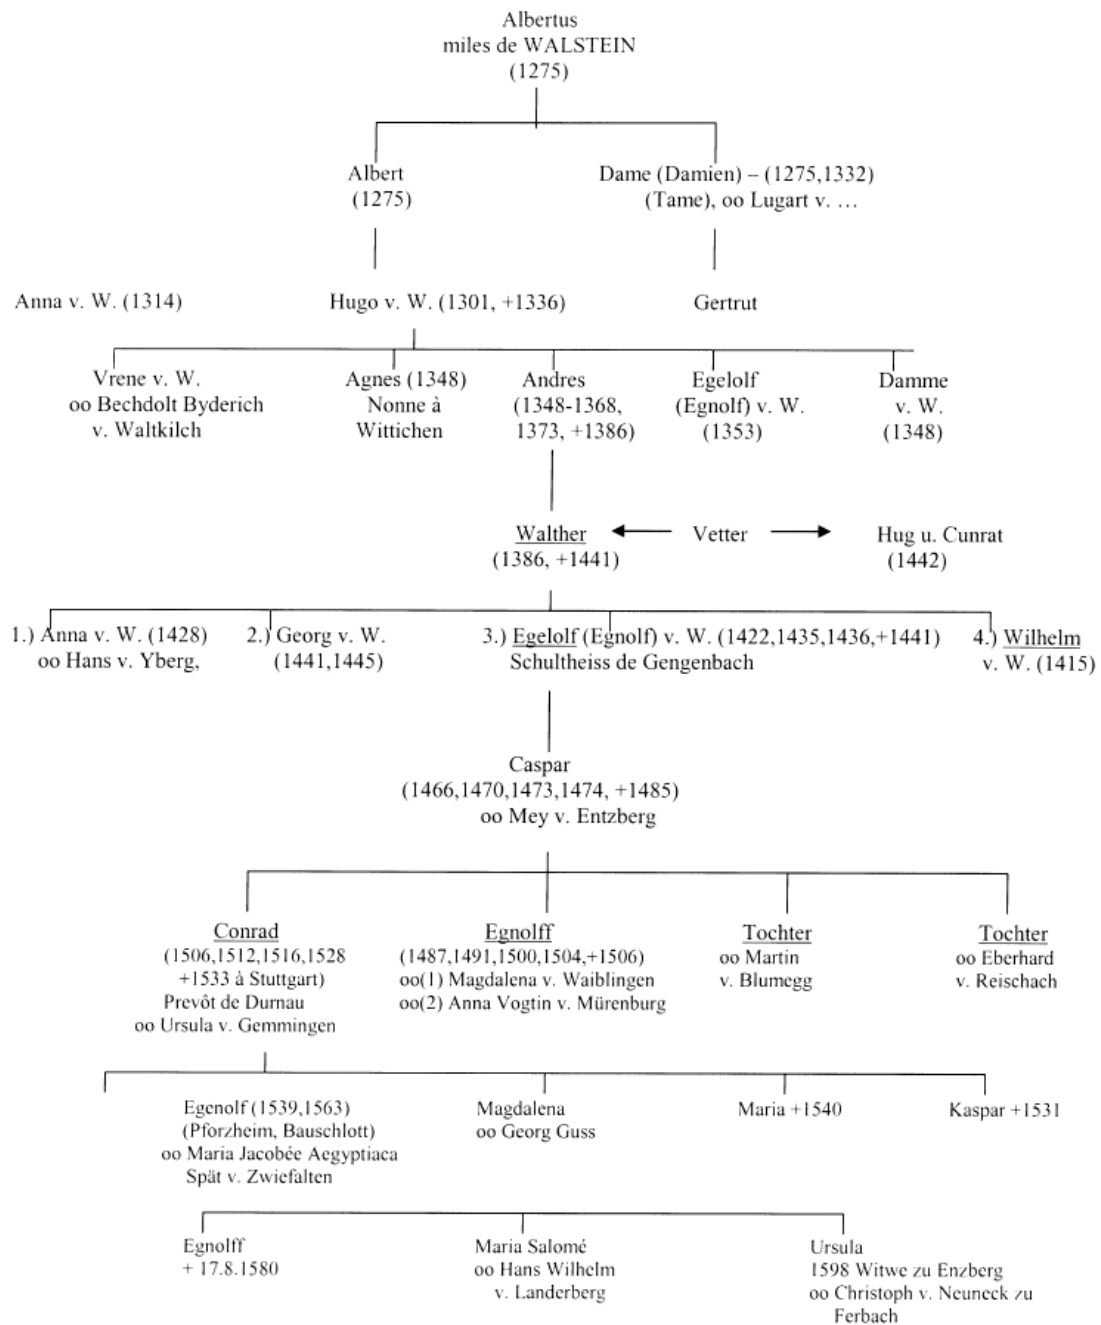 Albertus
miles de WALSTEIN
(1275)
Albert
(1275)
Dame (Damien) – (1275,1332)
(Tame), oo Lugart v. …
Anna v. W. (1314)
Hugo v. W. (1301, +1336)
Gertrut
Vrene v. W.
oo Bechdolt Byderich
v. Waltkilch
Agnes (1348)
Nonne à
Wittichen
Andres
(1348-1368,
1373, +1386)
Egelolf
(Egnolf) v. W.
(1353)
Damme
v. W.
(1348)
Walther
(1386, +1441)
Vetter
Hug u. Cunrat
(1442)
1.) Anna v. W. (1428)
oo Hans v. Yberg,
2.) Georg v. W.
(1441,1445)
3.) Egelolf (Egnolf) v. W. (1422,1435,1436,+1441)
Schultheiss de Gengenbach
4.) Wilhelm
v. W. (1415)
Caspar
(1466,1470,1473,1474, +1485)
oo Mey v. Entzberg
Conrad
(1506,1512,1516,1528
+1533 à Stuttgart)
Prevôt de Durnau
oo Ursula v. Gemmingen
Egnolff
(1487,1491,1500,1504,+1506)
oo(1) Magdalena v. Waiblingen
oo(2) Anna Vogtin v. Mürenburg
Tochter
oo Martin
v. Blumegg
Tochter
oo Eberhard
v. Reischach
Egenolf (1539,1563)
(Pforzheim, Bauschlott)
oo Maria Jacobée Aegyptiaca
Spät v. Zwiefalten
Magdalena
oo Georg Guss
Maria +1540
Kaspar +1531
Egnolff
+ 17.8.1580
Maria Salomé
oo Hans Wilhelm
v. Landerberg
Ursula
1598 Witwe zu Enzberg
oo Christoph v. Neuneck zu
Ferbach